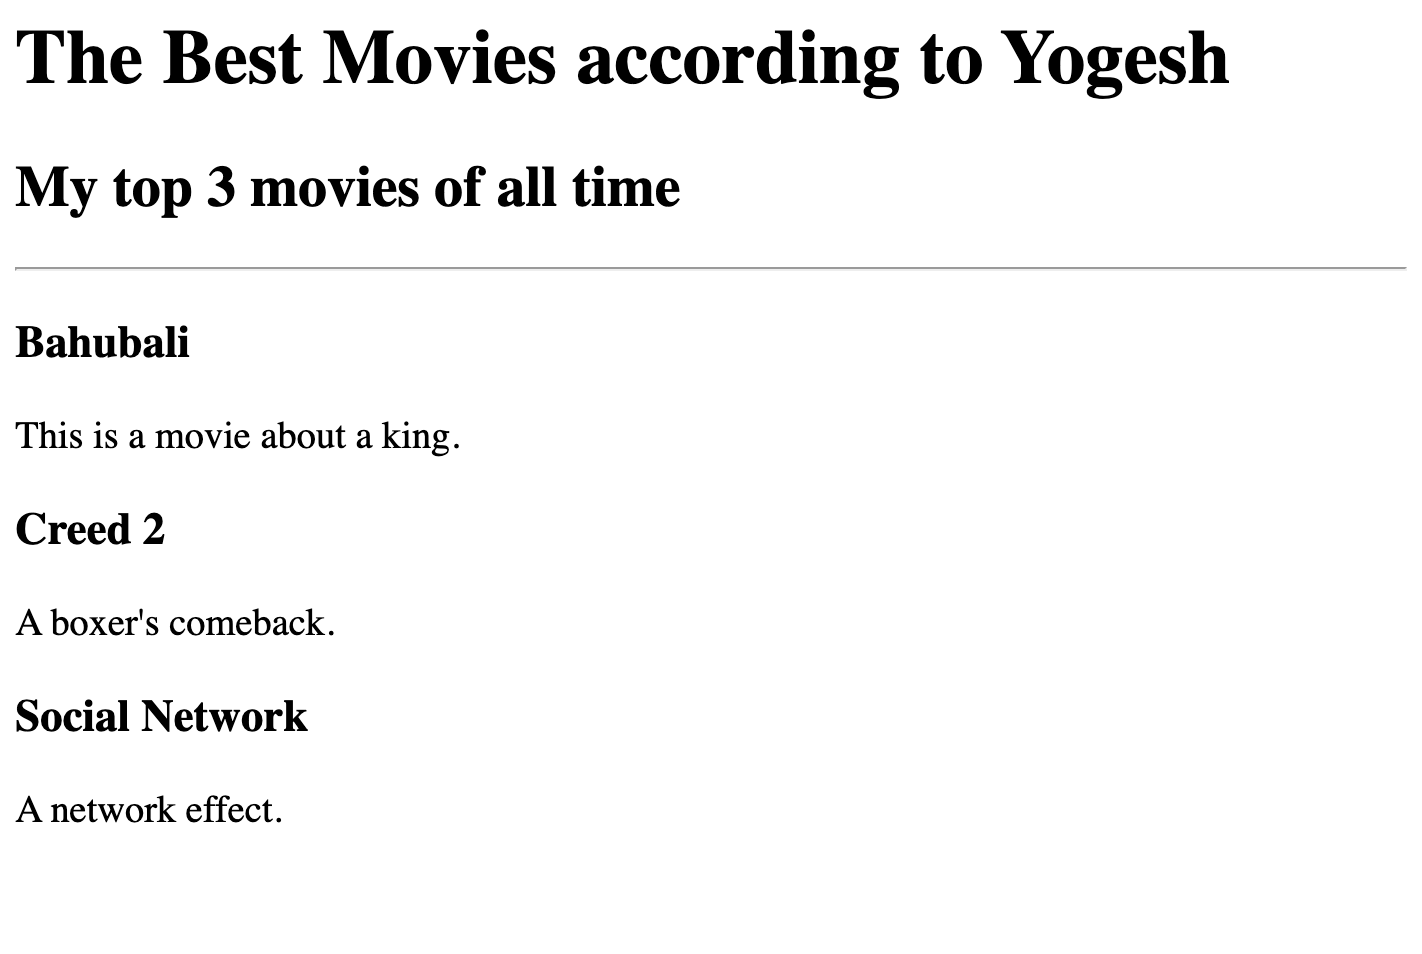 The Best Movies according to Yogesh
My top 3 movies of all time
Bahubali
This is a movie about a king.
Creed 2
A boxer's comeback.
Social Network
A network effect.